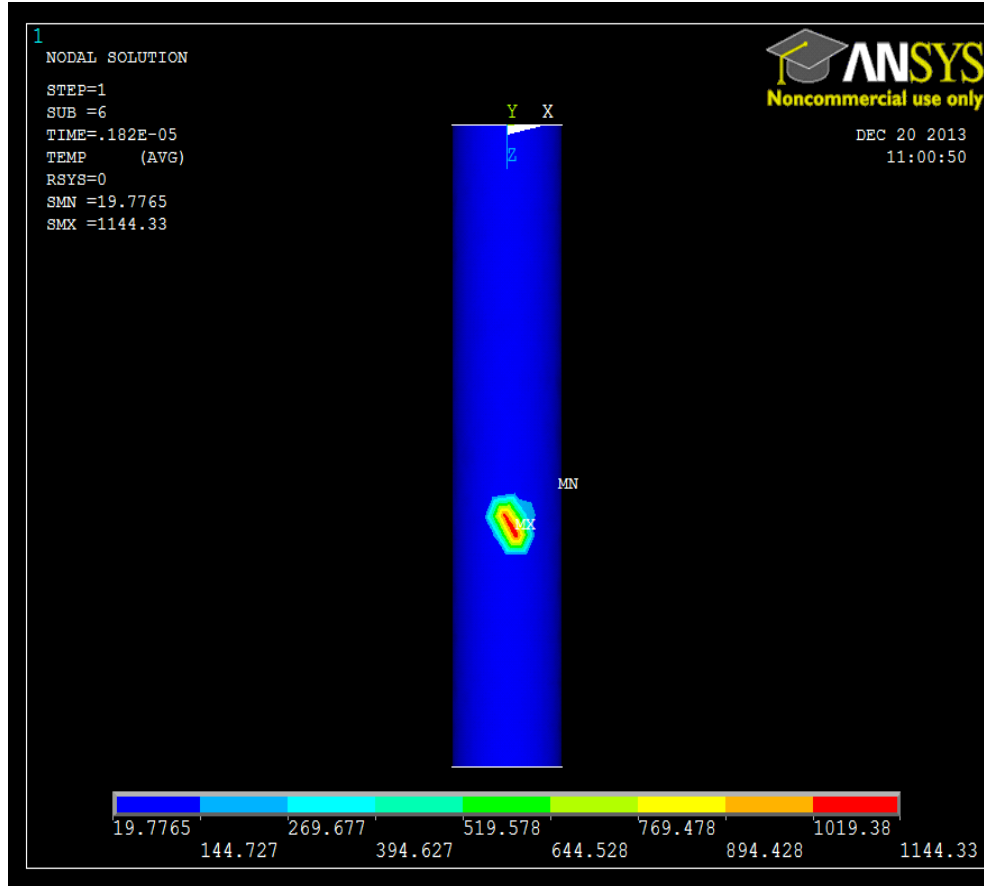 1
NODAL SOLUTION
STEP=1
SUB =6
TIME=.182E-05
TEMP (AVG)
RSYS=0
SMN =19.7765
SMX =1144.33
ANSYS
Noncommercial use only
DEC 20 2013
11:00:50
Y X
Z
MN
MX
19.7765 269.677 519.578 769.478 1019.38
144.727 394.627 644.528 894.428 1144.33